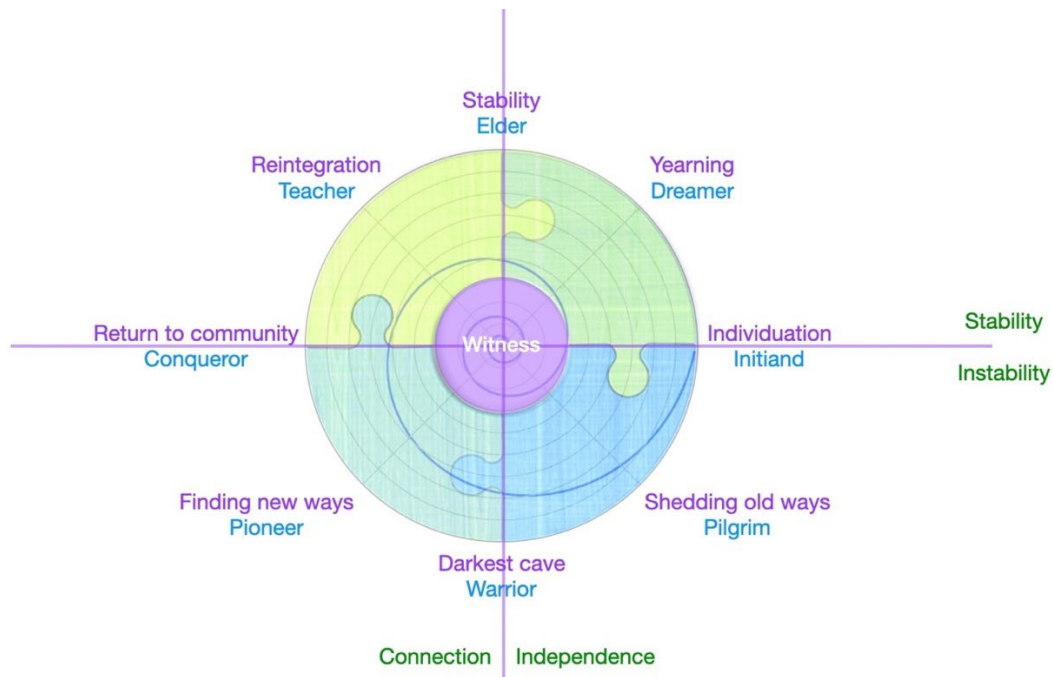 Stability
Elder
Reintegration
Teacher
Yearning
Dreamer
Return to community
Conqueror
Witness
Individuation
Initiand
Stability
Instability
Finding new ways
Pioneer
Shedding old ways
Pilgrim
Darkest cave
Warrior
Connection
Independence